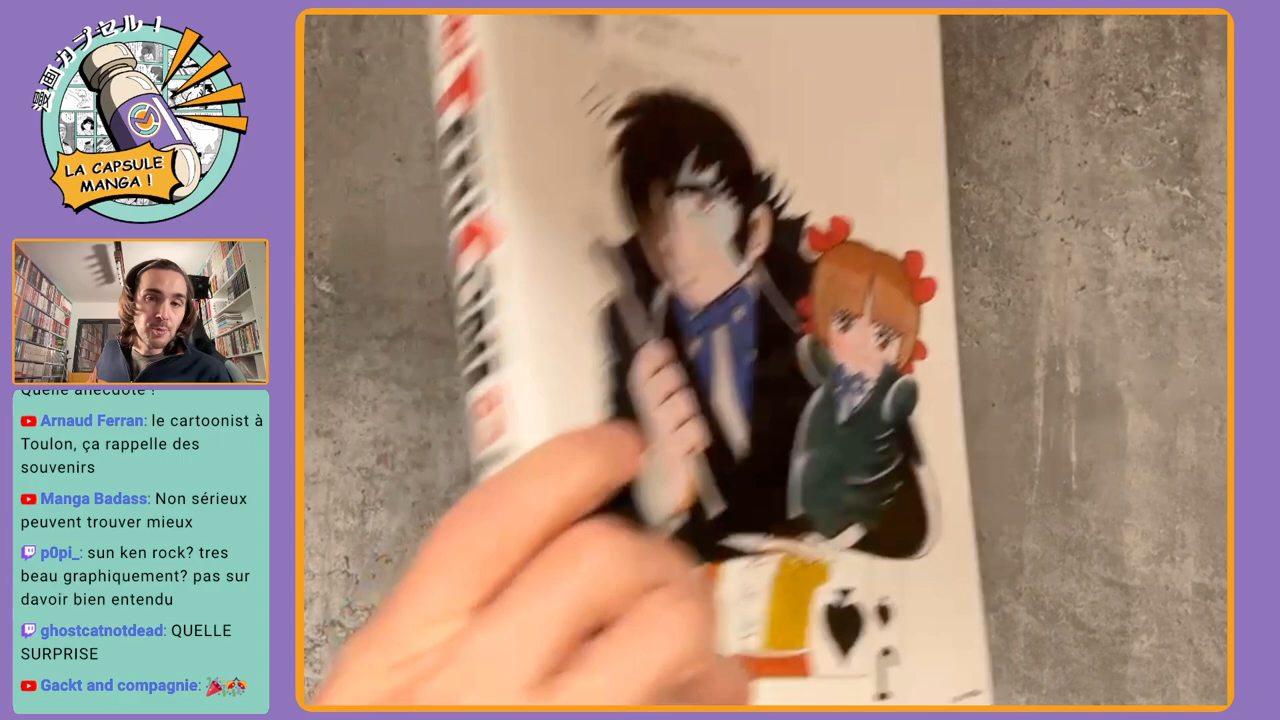 漫画カプセル！
LA CAPSULE
MANGA !
Quelle anecdote !
Arnaud Ferran: le cartoonist à
Toulon, ça rappelle des
souvenirs
Manga Badass: Non sérieux
peuvent trouver mieux
p0pi_: sun ken rock? tres
beau graphiquement? pas sur
davoir bien entendu
ghostcatnotdead: QUELLE
SURPRISE
Gackt and compagnie: 🎉🎊